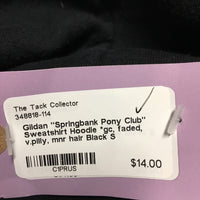 The Tack Collector
348818-114
Gildan "Springbank Pony Club"
Sweatshirt Hoodie *gc, faded,
v.pilly, mnr hair Black S
$14.00
C1PRUS